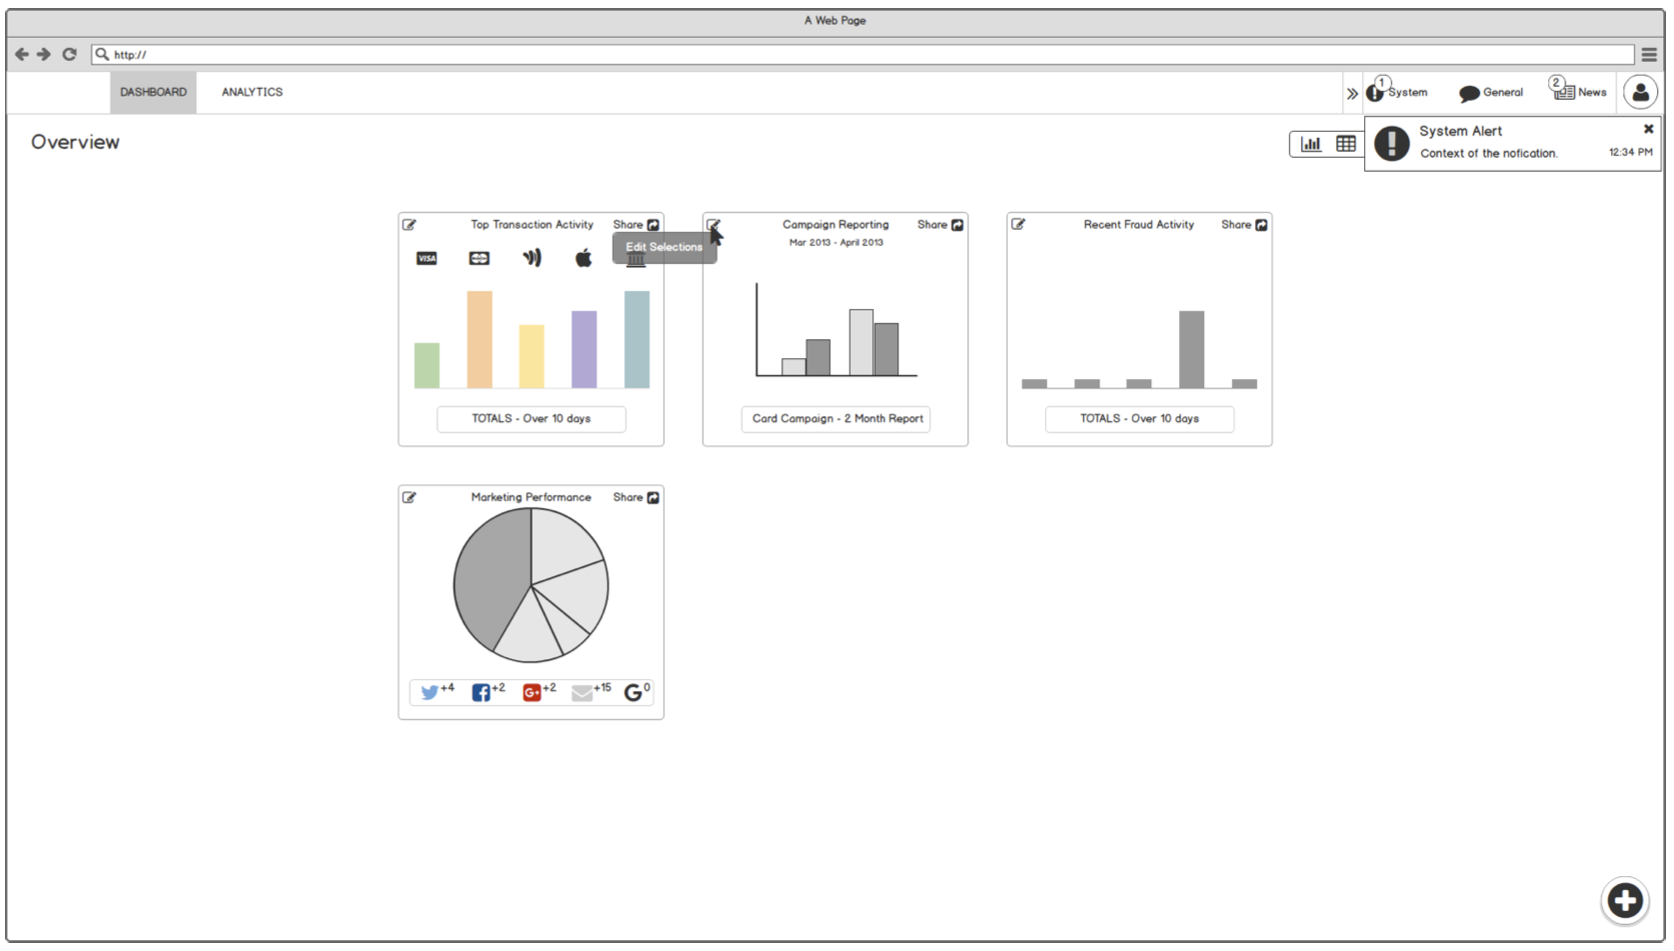 A Web Page
http://
DASHBOARD
ANALYTICS
1
System
General
2
News
Overview
System Alert
Context of the nofication.
12:34 PM
Top Transaction Activity
Share
Edit Selections
VISA
TOTALS - Over 10 days
Campaign Reporting
Share
Mar 2013 - April 2013
Card Campaign - 2 Month Report
Recent Fraud Activity
Share
TOTALS - Over 10 days
Marketing Performance
Share
+4
+2
G+ +2
+15
G 0